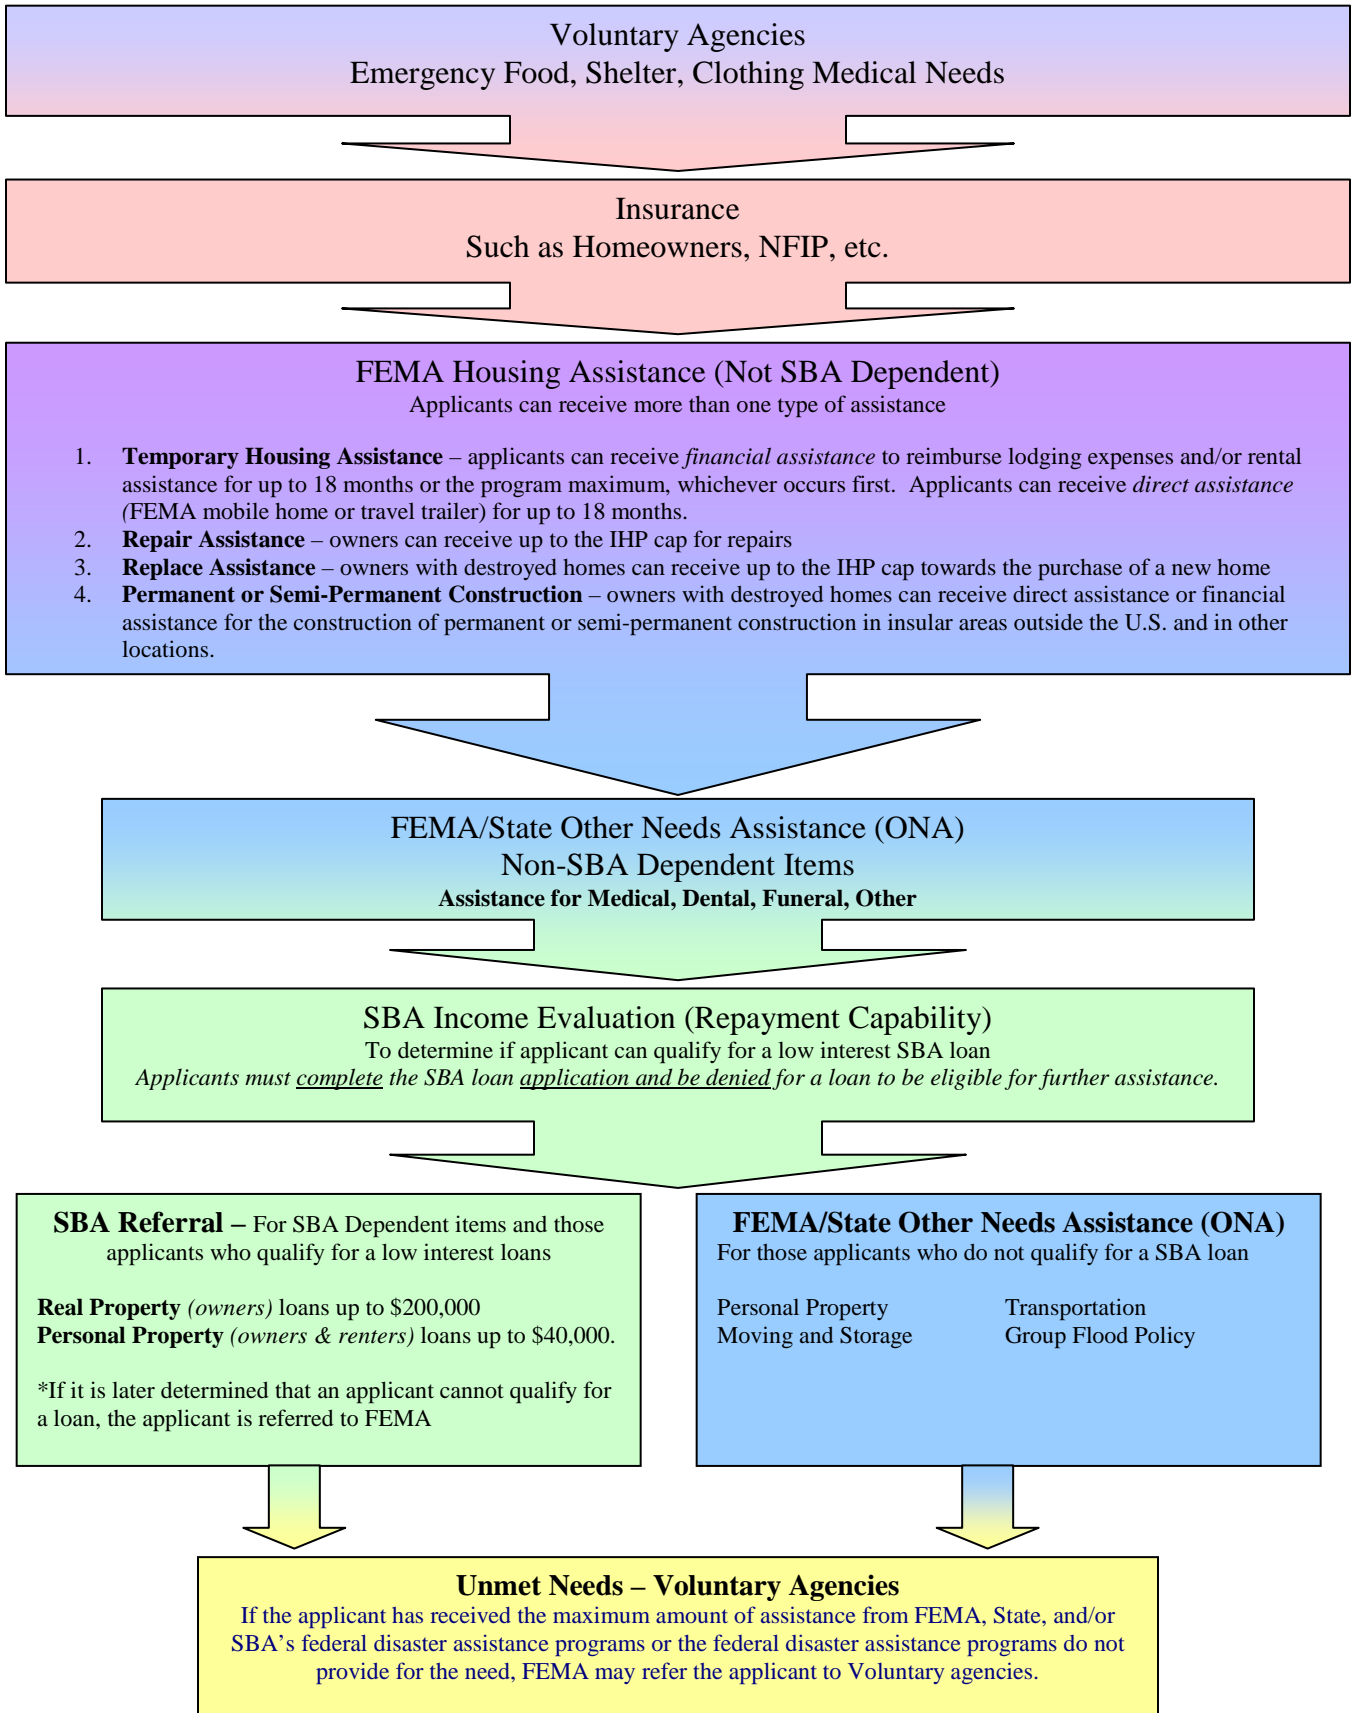 Voluntary Agencies
Emergency Food, Shelter, Clothing Medical Needs
Insurance
Such as Homeowners, NFIP, etc.
FEMA Housing Assistance (Not SBA Dependent)
Applicants can receive more than one type of assistance
1. Temporary Housing Assistance – applicants can receive financial assistance to reimburse lodging expenses and/or rental
assistance for up to 18 months or the program maximum, whichever occurs first. Applicants can receive direct assistance
(FEMA mobile home or travel trailer) for up to 18 months.
2. Repair Assistance – owners can receive up to the IHP cap for repairs
3. Replace Assistance – owners with destroyed homes can receive up to the IHP cap towards the purchase of a new home
4. Permanent or Semi-Permanent Construction – owners with destroyed homes can receive direct assistance or financial
assistance for the construction of permanent or semi-permanent construction in insular areas outside the U.S. and in other
locations.
FEMA/State Other Needs Assistance (ONA)
Non-SBA Dependent Items
Assistance for Medical, Dental, Funeral, Other
SBA Income Evaluation (Repayment Capability)
To determine if applicant can qualify for a low interest SBA loan
Applicants must complete the SBA loan application and be denied for a loan to be eligible for further assistance.
SBA Referral – For SBA Dependent items and those
applicants who qualify for a low interest loans
Real Property (owners) loans up to $200,000
Personal Property (owners & renters) loans up to $40,000.
*If it is later determined that an applicant cannot qualify for
a loan, the applicant is referred to FEMA
FEMA/State Other Needs Assistance (ONA)
For those applicants who do not qualify for a SBA loan
Personal Property Transportation
Moving and Storage Group Flood Policy
Unmet Needs – Voluntary Agencies
If the applicant has received the maximum amount of assistance from FEMA, State, and/or
SBA’s federal disaster assistance programs or the federal disaster assistance programs do not
provide for the need, FEMA may refer the applicant to Voluntary agencies.